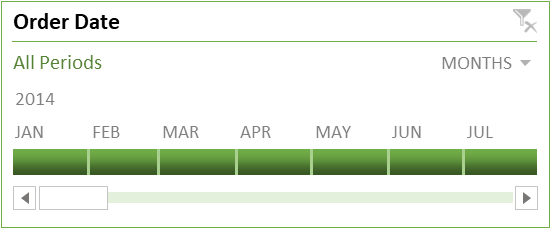 Order Date
All Periods MONTHS
2014
JAN FEB MAR APR MAY JUN JUL